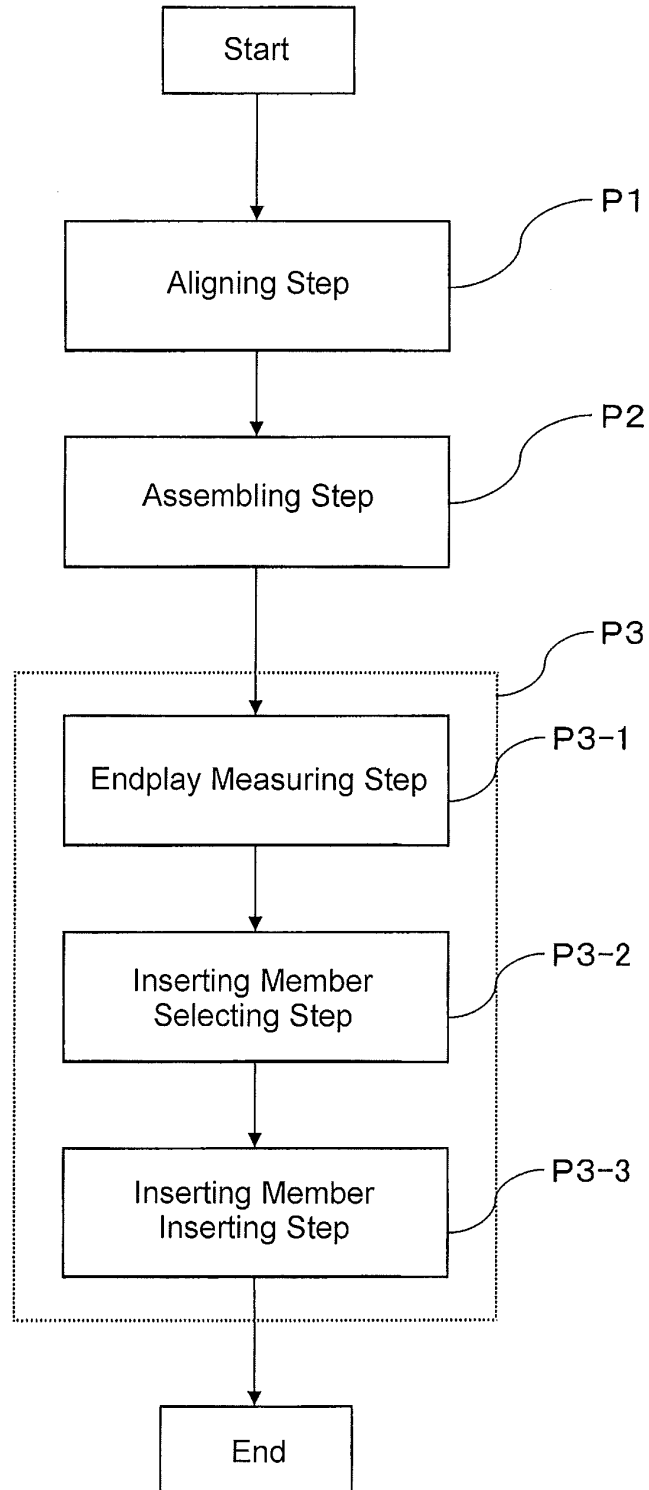 Start
P1
Aligning Step
P2
Assembling Step
P3
P3-1
Endplay Measuring Step
P3-2
Inserting Member
Selecting Step
P3-3
Inserting Member
Inserting Step
End